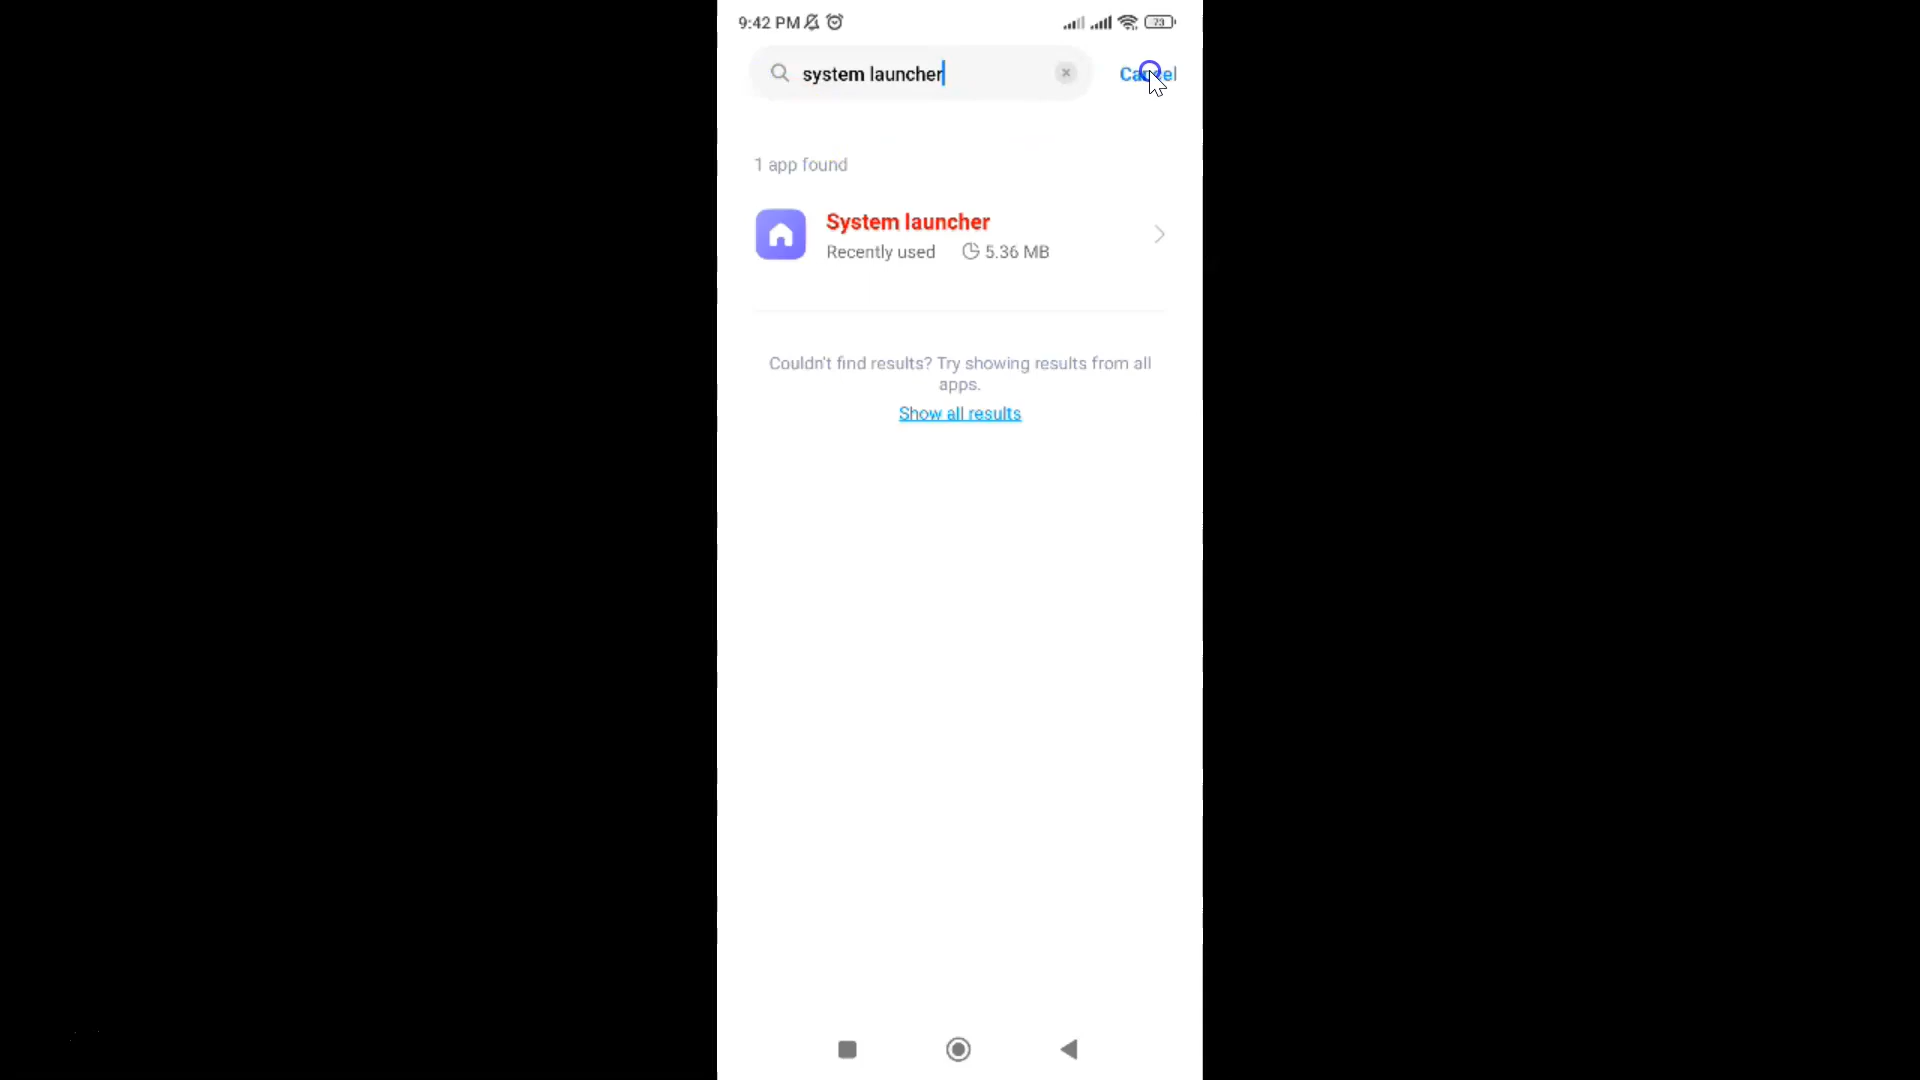 9:42 PM
73
system launcher
Cancel
1 app found
System launcher
Recently used 5.36 MB
Couldn't find results? Try showing results from all
apps.
Show all results